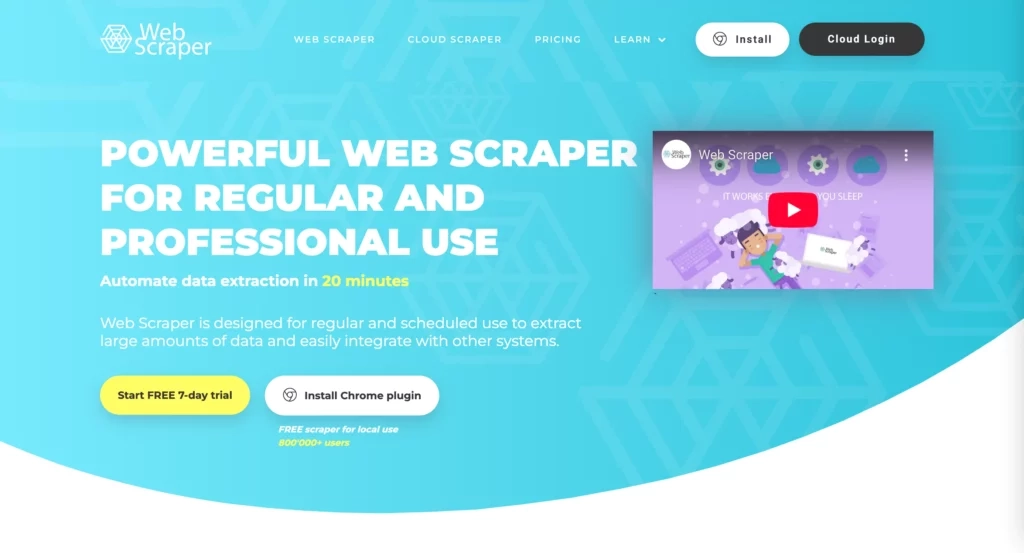 Web
Scraper
WEB SCRAPER
CLOUD SCRAPER
PRICING
LEARN
Install
Cloud Login
POWERFUL WEB SCRAPER
FOR REGULAR AND
PROFESSIONAL USE
Automate data extraction in 20 minutes
Web Scraper is designed for regular and scheduled use to extract
large amounts of data and easily integrate with other systems.
Start FREE 7-day trial
Install Chrome plugin
FREE scraper for local use
800'000+ users
Web Scraper
Web Scraper
IT WORKS YOU SLEEP